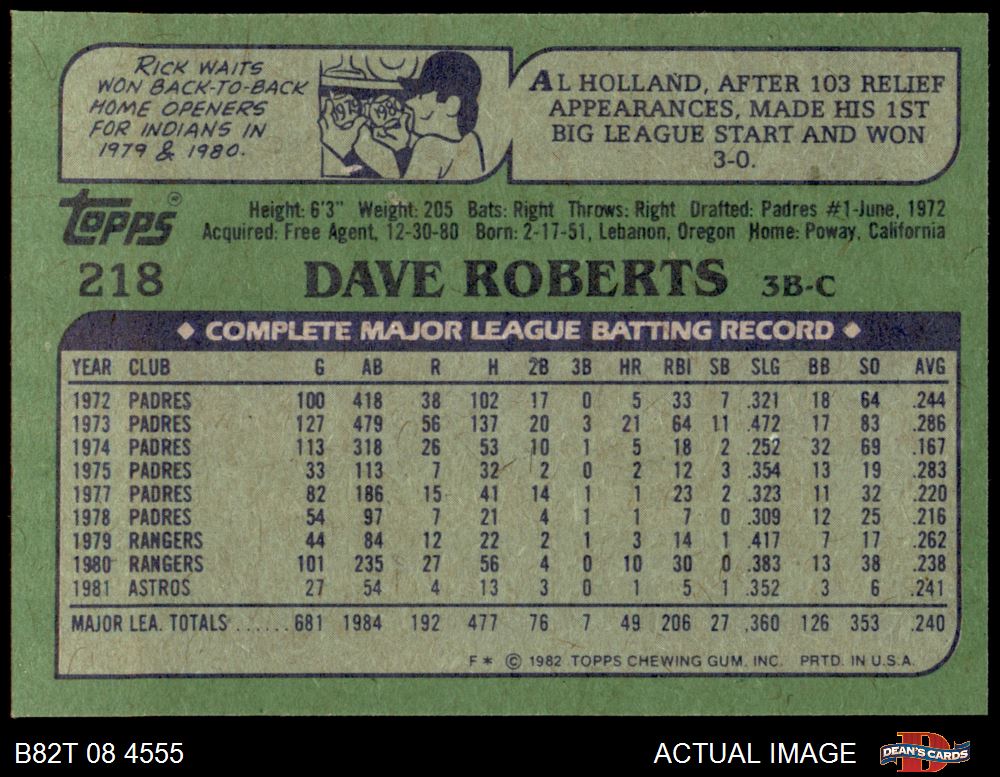 RICK WAITS
WON BACK-TO-BACK
HOME OPENERS
FOR INDIANS IN
1979 & 1980.
1979 1980
AL HOLLAND, AFTER 103 RELIEF
APPEARANCES, MADE HIS 1ST
BIG LEAGUE START AND WON
3-0.
TOPPS®
Height: 6'3" Weight: 205 Bats: Right Throws: Right Drafted: Padres #1-June, 1972
Acquired: Free Agent, 12-30-80 Born: 2-17-51, Lebanon, Oregon Home: Poway, California
218 DAVE ROBERTS 3B-C
◆ COMPLETE MAJOR LEAGUE BATTING RECORD ◆
YEAR CLUB G AB R H 2B 3B HR RBI SB SLG BB SO AVG
1972 PADRES 100 418 38 102 17 0 5 33 7 .321 18 64 .244
1973 PADRES 127 479 56 137 20 3 21 64 11 .472 17 83 .286
1974 PADRES 113 318 26 53 10 1 5 18 2 .252 32 69 .167
1975 PADRES 33 113 7 32 2 0 2 12 3 .354 13 19 .283
1977 PADRES 82 186 15 41 14 1 1 23 2 .323 11 32 .220
1978 PADRES 54 97 7 21 4 1 1 7 0 .309 12 25 .216
1979 RANGERS 44 84 12 22 2 1 3 14 1 .417 7 17 .262
1980 RANGERS 101 235 27 56 4 0 10 30 0 .383 13 38 .238
1981 ASTROS 27 54 4 13 3 0 1 5 1 .352 3 6 .241
MAJOR LEA. TOTALS ......681 1984 192 477 76 7 49 206 27 .360 126 353 .240
F * © 1982 TOPPS CHEWING GUM, INC. PRTD. IN U.S.A.
B82T 08 4555 ACTUAL IMAGE DEAN'S CARDS